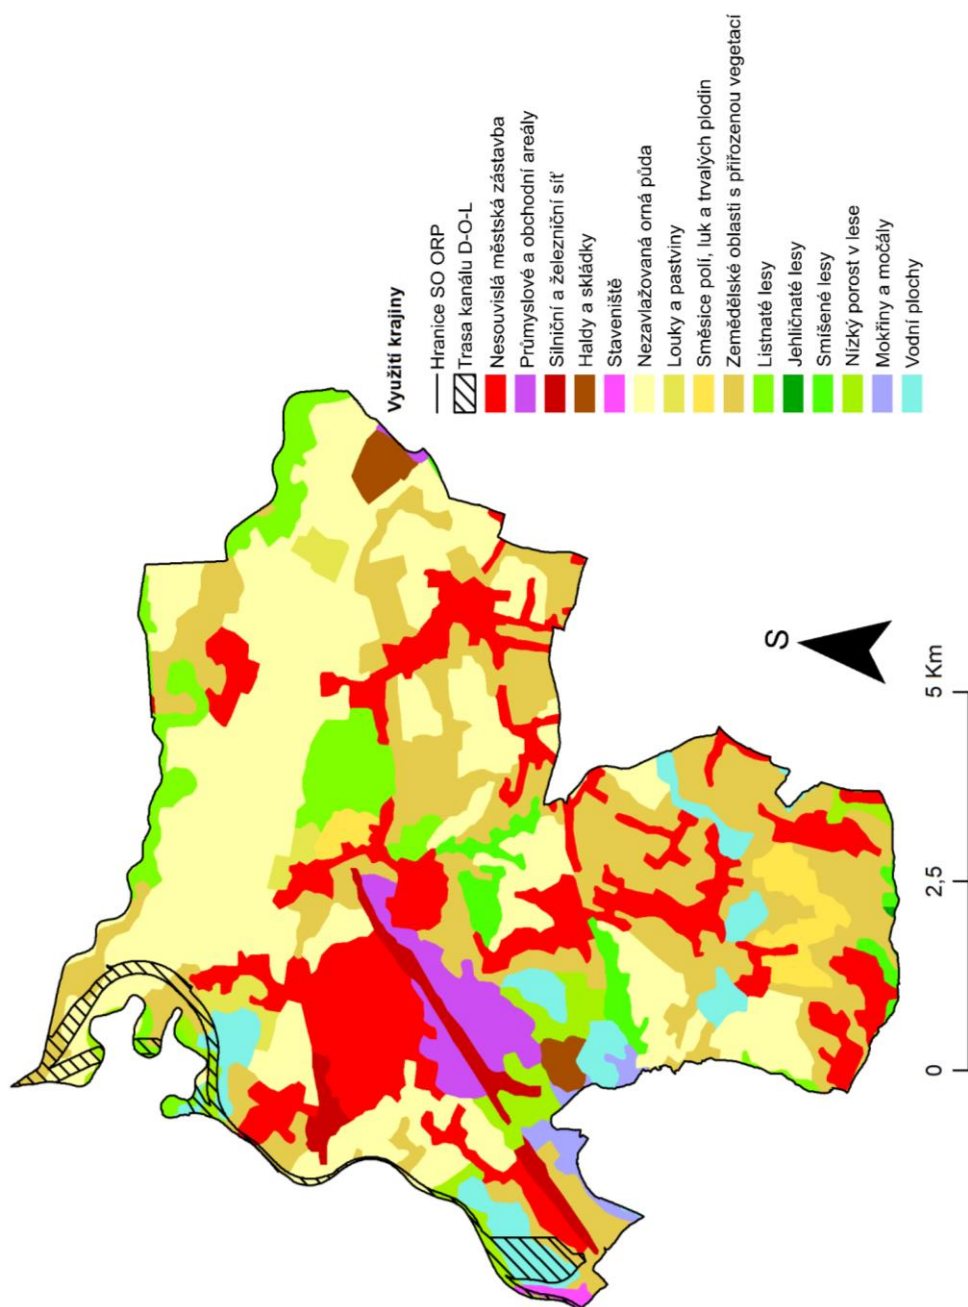 Využití krajiny
Hranice SO ORP
Trasa kanálu D-O-L
Nesouvislá městská zástavba
Průmyslové a obchodní areály
Silniční a železniční síť
Haldy a skládky
Staveniště
Nezavlažovaná orná půda
Louky a pastviny
Směsice polí, luk a trvalých plodin
Zemědělské oblasti s přirozenou vegetací
Listnaté lesy
Jehličnaté lesy
Smíšené lesy
Nízký porost v lese
Mokřiny a močály
Vodní plochy
S
0 2,5 5 Km